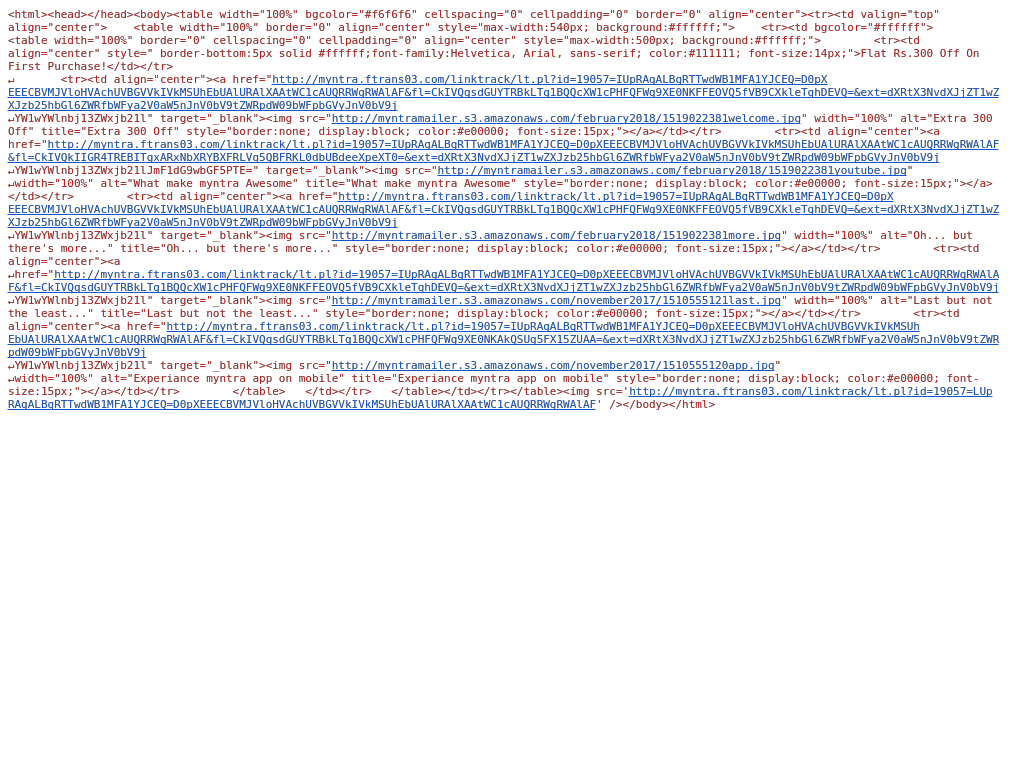 <html><head></head><body><table width="100%" bgcolor="#f6f6f6" cellspacing="0" cellpadding="0" border="0" align="center"><tr><td valign="top"
align="center">    <table width="100%" border="0" align="center" style="max-width:540px; background:#ffffff;">    <tr><td bgcolor="#ffffff">
<table width="100%" border="0" cellspacing="0" cellpadding="0" align="center" style="max-width:500px; background:#ffffff;">        <tr><td
align="center" style=" border-bottom:5px solid #ffffff;font-family:Helvetica, Arial, sans-serif; color:#111111; font-size:14px;">Flat Rs.300 Off On
First Purchase!</td></tr>
↵       <tr><td align="center"><a href="http://myntra.ftrans03.com/linktrack/lt.pl?id=19057=IUpRAgALBgRTTwdWB1MFA1YJCEQ=D0pX
EEECBVMJVloHVAchUVBGVVkIVkMSUhEbUAlURAlXAAtWC1cAUQRRWgRWAlAF&fl=CkIVQgsdGUYTRBkLTg1BQQcXW1cPHFQFWg9XE0NKFFEOVQ5fVB9CXkleTghDEVQ=&ext=dXRtX3NvdXJjZT1wZ
XJzb25hbGl6ZWRfbWFya2V0aW5nJnV0bV9tZWRpdW09bWFpbGVyJnV0bV9j
↵YW1wYWlnbj13ZWxjb21l" target="_blank"><img src="http://myntramailer.s3.amazonaws.com/february2018/1519022381welcome.jpg" width="100%" alt="Extra 300
Off" title="Extra 300 Off" style="border:none; display:block; color:#e00000; font-size:15px;"></a></td></tr>        <tr><td align="center"><a
href="http://myntra.ftrans03.com/linktrack/lt.pl?id=19057=IUpRAgALBgRTTwdWB1MFA1YJCEQ=D0pXEEECBVMJVloHVAchUVBGVVkIVkMSUhEbUAlURAlXAAtWC1cAUQRRWgRWAlAF
&fl=CkIVQkIIGR4TREBITgxARxNbXRYBXFRLVg5QBFRKL0dbUBdeeXpeXT0=&ext=dXRtX3NvdXJjZT1wZXJzb25hbGl6ZWRfbWFya2V0aW5nJnV0bV9tZWRpdW09bWFpbGVyJnV0bV9j
↵YW1wYWlnbj13ZWxjb21lJmF1dG9wbGF5PTE=" target="_blank"><img src="http://myntramailer.s3.amazonaws.com/february2018/1519022381youtube.jpg"
↵width="100%" alt="What make myntra Awesome" title="What make myntra Awesome" style="border:none; display:block; color:#e00000; font-size:15px;"></a>
</td></tr>        <tr><td align="center"><a href="http://myntra.ftrans03.com/linktrack/lt.pl?id=19057=IUpRAgALBgRTTwdWB1MFA1YJCEQ=D0pX
EEECBVMJVloHVAchUVBGVVkIVkMSUhEbUAlURAlXAAtWC1cAUQRRWgRWAlAF&fl=CkIVQgsdGUYTRBkLTg1BQQcXW1cPHFQFWg9XE0NKFFEOVQ5fVB9CXkleTghDEVQ=&ext=dXRtX3NvdXJjZT1wZ
XJzb25hbGl6ZWRfbWFya2V0aW5nJnV0bV9tZWRpdW09bWFpbGVyJnV0bV9j
↵YW1wYWlnbj13ZWxjb21l" target="_blank"><img src="http://myntramailer.s3.amazonaws.com/february2018/1519022381more.jpg" width="100%" alt="Oh... but
there's more..." title="Oh... but there's more..." style="border:none; display:block; color:#e00000; font-size:15px;"></a></td></tr>        <tr><td
align="center"><a
↵href="http://myntra.ftrans03.com/linktrack/lt.pl?id=19057=IUpRAgALBgRTTwdWB1MFA1YJCEQ=D0pXEEECBVMJVloHVAchUVBGVVkIVkMSUhEbUAlURAlXAAtWC1cAUQRRWgRWAlA
F&fl=CkIVQgsdGUYTRBkLTg1BQQcXW1cPHFQFWg9XE0NKFFEOVQ5fVB9CXkleTghDEVQ=&ext=dXRtX3NvdXJjZT1wZXJzb25hbGl6ZWRfbWFya2V0aW5nJnV0bV9tZWRpdW09bWFpbGVyJnV0bV9j
↵YW1wYWlnbj13ZWxjb21l" target="_blank"><img src="http://myntramailer.s3.amazonaws.com/november2017/1510555121last.jpg" width="100%" alt="Last but not
the least..." title="Last but not the least..." style="border:none; display:block; color:#e00000; font-size:15px;"></a></td></tr>        <tr><td
align="center"><a href="http://myntra.ftrans03.com/linktrack/lt.pl?id=19057=IUpRAgALBgRTTwdWB1MFA1YJCEQ=D0pXEEECBVMJVloHVAchUVBGVVkIVkMSUh
EbUAlURAlXAAtWC1cAUQRRWgRWAlAF&fl=CkIVQgsdGUYTRBkLTg1BQQcXW1cPHFQFWg9XE0NKAkQSUg5FX15ZUAA=&ext=dXRtX3NvdXJjZT1wZXJzb25hbGl6ZWRfbWFya2V0aW5nJnV0bV9tZWR
pdW09bWFpbGVyJnV0bV9j
↵YW1wYWlnbj13ZWxjb21l" target="_blank"><img src="http://myntramailer.s3.amazonaws.com/november2017/1510555120app.jpg"
↵width="100%" alt="Experiance myntra app on mobile" title="Experiance myntra app on mobile" style="border:none; display:block; color:#e00000; font-
size:15px;"></a></td></tr>        </table>   </td></tr>   </table></td></tr></table><img src='http://myntra.ftrans03.com/linktrack/lt.pl?id=19057=LUp
RAgALBgRTTwdWB1MFA1YJCEQ=D0pXEEECBVMJVloHVAchUVBGVVkIVkMSUhEbUAlURAlXAAtWC1cAUQRRWgRWAlAF' /></body></html>